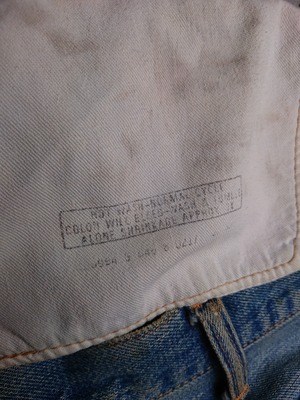 HOT WASH-NORMAL CYCLE
COLOR WILL BLEED-WASH & TUMBLE
ALONE SHRINKAGE APPROX